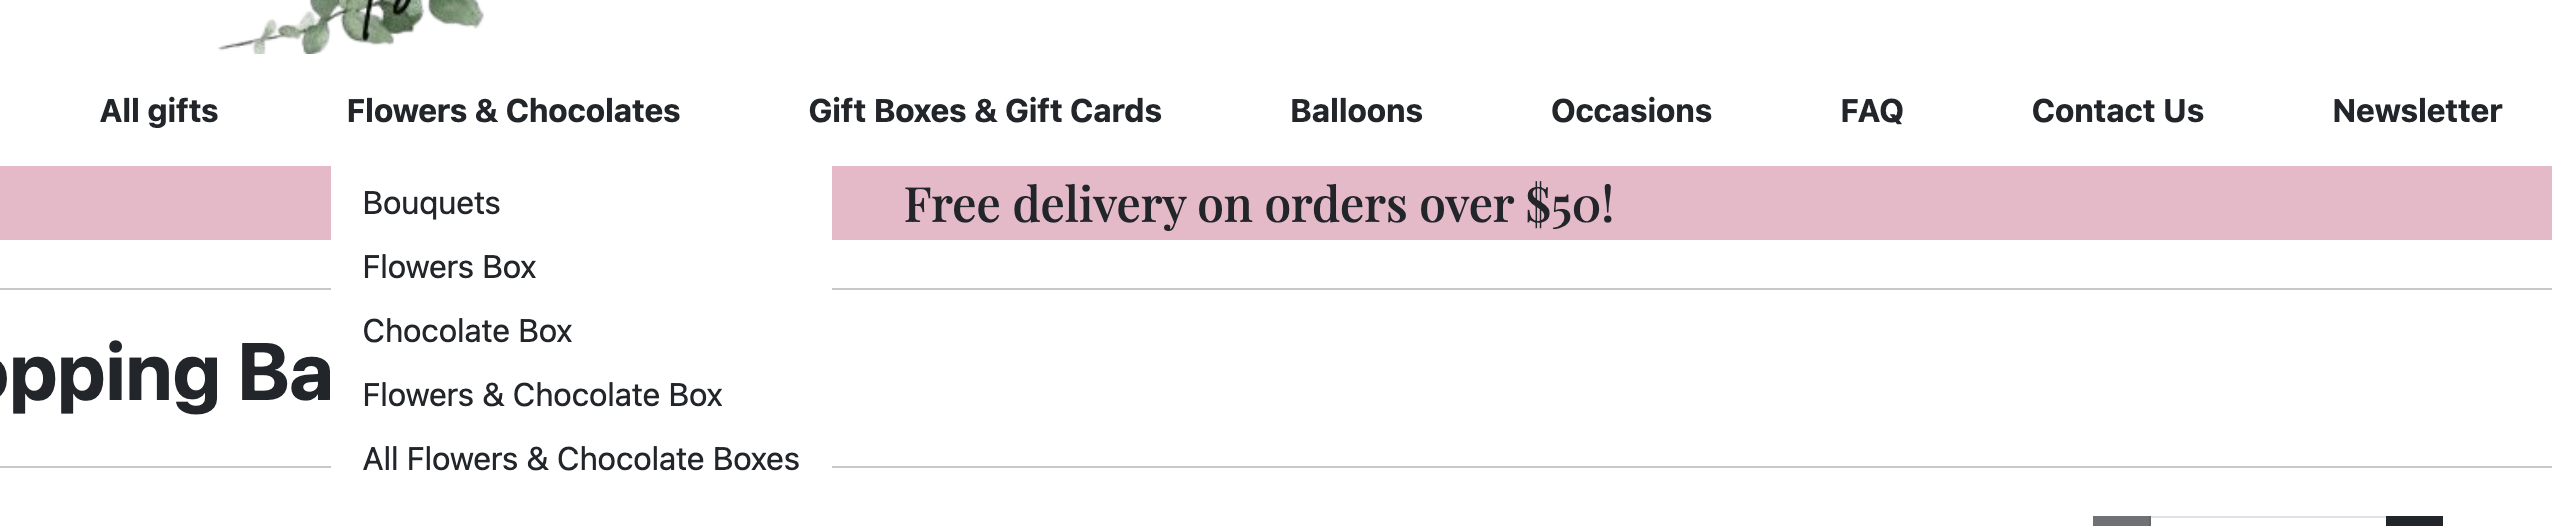 All gifts
Flowers & Chocolates
Gift Boxes & Gift Cards
Balloons
Occasions
FAQ
Contact Us
Newsletter
Bouquets
Free delivery on orders over $50!
Flowers Box
Chocolate Box
opping Ba
Flowers & Chocolate Box
All Flowers & Chocolate Boxes